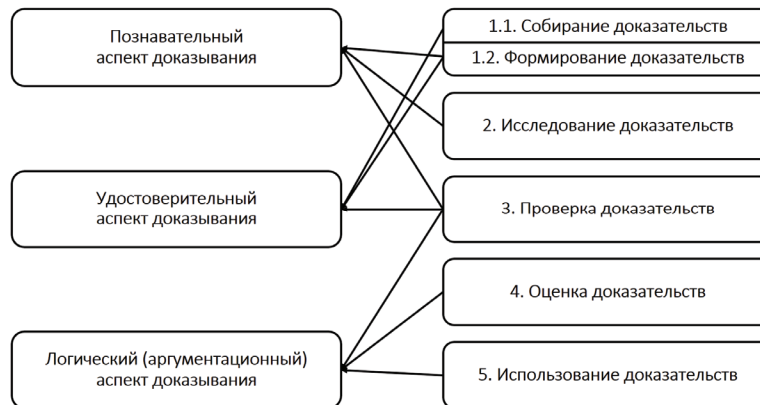 Познавательный
аспект доказывания
Удостоверительный
аспект доказывания
Логический (аргументационный)
аспект доказывания
1.1. Собирание доказательств
1.2. Формирование доказательств
2. Исследование доказательств
3. Проверка доказательств
4. Оценка доказательств
5. Использование доказательств